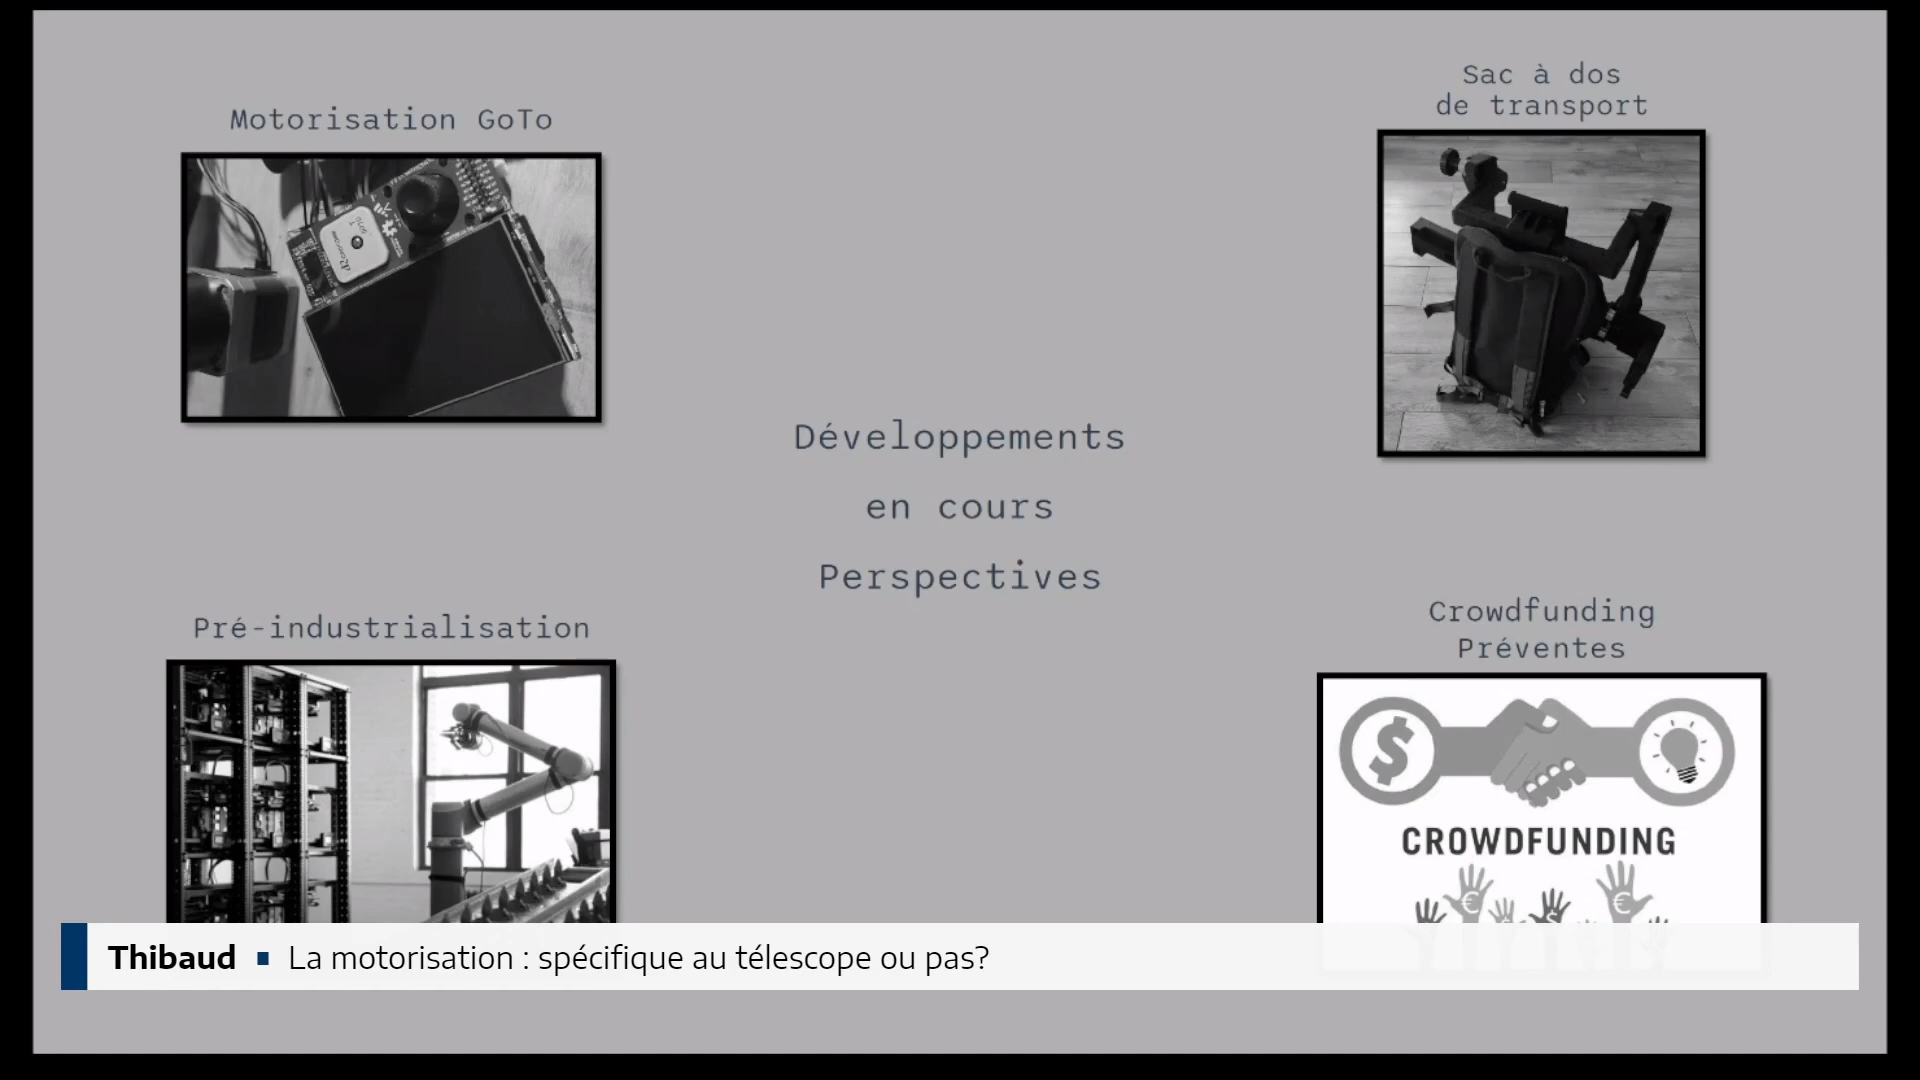 Motorisation GoTo
Sac à dos
de transport
Développements
en cours
Perspectives
Pré-industrialisation
Crowdfunding
Préventes
$
CROWDFUNDING
€ € $ €
Thibaud ▪ La motorisation : spécifique au télescope ou pas?